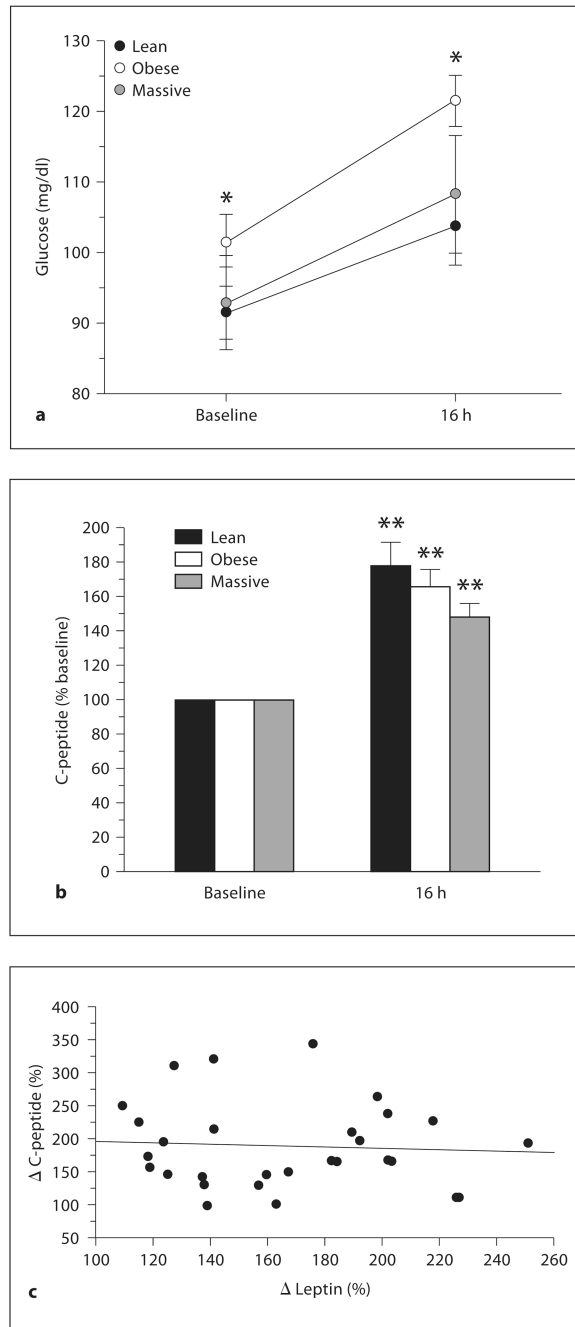 130
120
110
100
90
80
Glucose (mg/dl)
Lean
Obese
Massive
*
*
Baseline
16 h
a
200
180
160
140
120
100
80
60
40
20
0
C-peptide (% baseline)
Lean
Obese
Massive
**
**
**
Baseline
16 h
b
400
350
300
250
200
150
100
50
Δ C-peptide (%)
100 120 140 160 180 200 220 240 260
Δ Leptin (%)
c